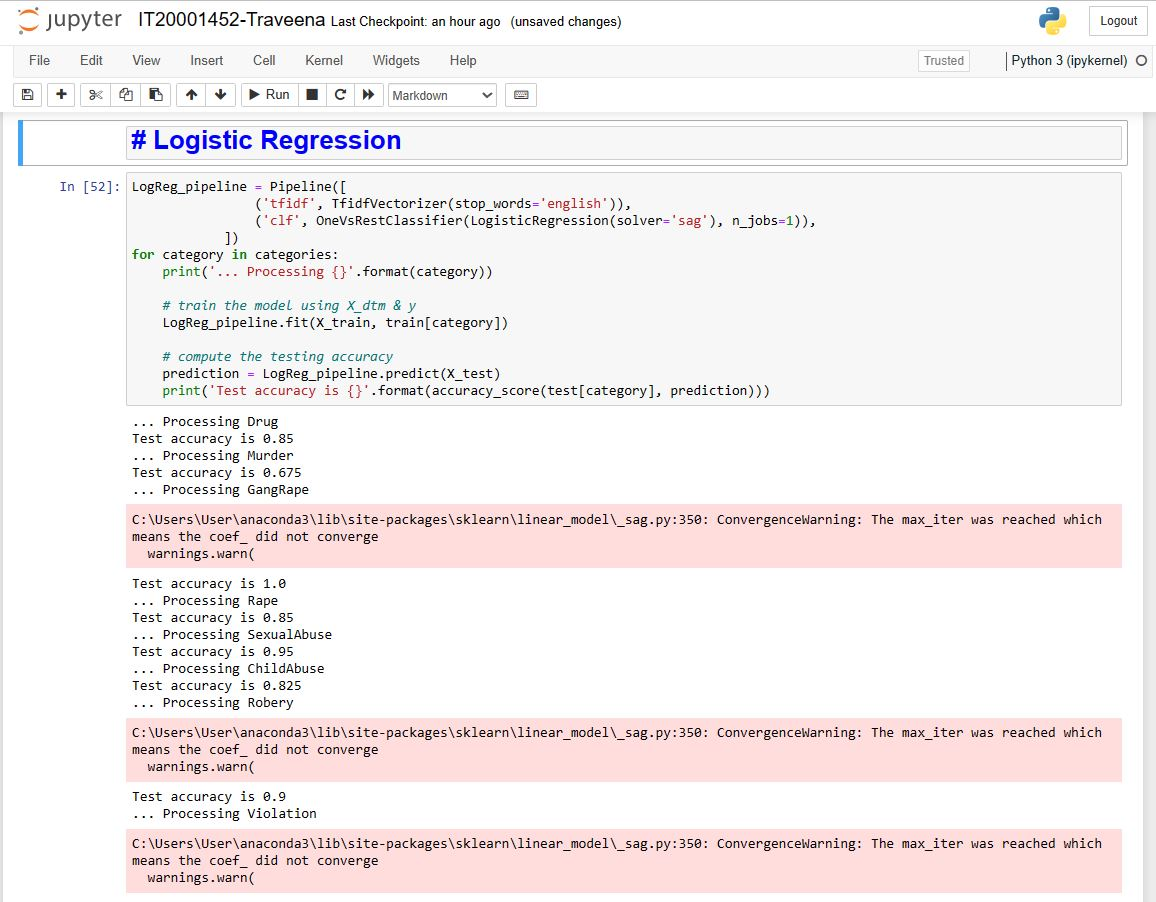 jupyter IT20001452-Traveena Last Checkpoint: an hour ago (unsaved changes)
Logout
File Edit View Insert Cell Kernel Widgets Help
Trusted
Python 3 (ipykernel)
Run
Markdown
# Logistic Regression
In [52]: LogReg_pipeline = Pipeline([
                ('tfidf', TfidfVectorizer(stop_words='english')),
                ('clf', OneVsRestClassifier(LogisticRegression(solver='sag'), n_jobs=1)),
            ])
for category in categories:
    print('... Processing {}'.format(category))
    # train the model using X_dtm & y
    LogReg_pipeline.fit(X_train, train[category])
    # compute the testing accuracy
    prediction = LogReg_pipeline.predict(X_test)
    print('Test accuracy is {}'.format(accuracy_score(test[category], prediction)))
... Processing Drug
Test accuracy is 0.85
... Processing Murder
Test accuracy is 0.675
... Processing GangRape
C:\Users\User\anaconda3\lib\site-packages\sklearn\linear_model\_sag.py:350: ConvergenceWarning: The max_iter was reached which
means the coef_ did not converge
  warnings.warn(
Test accuracy is 1.0
... Processing Rape
Test accuracy is 0.85
... Processing SexualAbuse
Test accuracy is 0.95
... Processing ChildAbuse
Test accuracy is 0.825
... Processing Robery
C:\Users\User\anaconda3\lib\site-packages\sklearn\linear_model\_sag.py:350: ConvergenceWarning: The max_iter was reached which
means the coef_ did not converge
  warnings.warn(
Test accuracy is 0.9
... Processing Violation
C:\Users\User\anaconda3\lib\site-packages\sklearn\linear_model\_sag.py:350: ConvergenceWarning: The max_iter was reached which
means the coef_ did not converge
  warnings.warn(